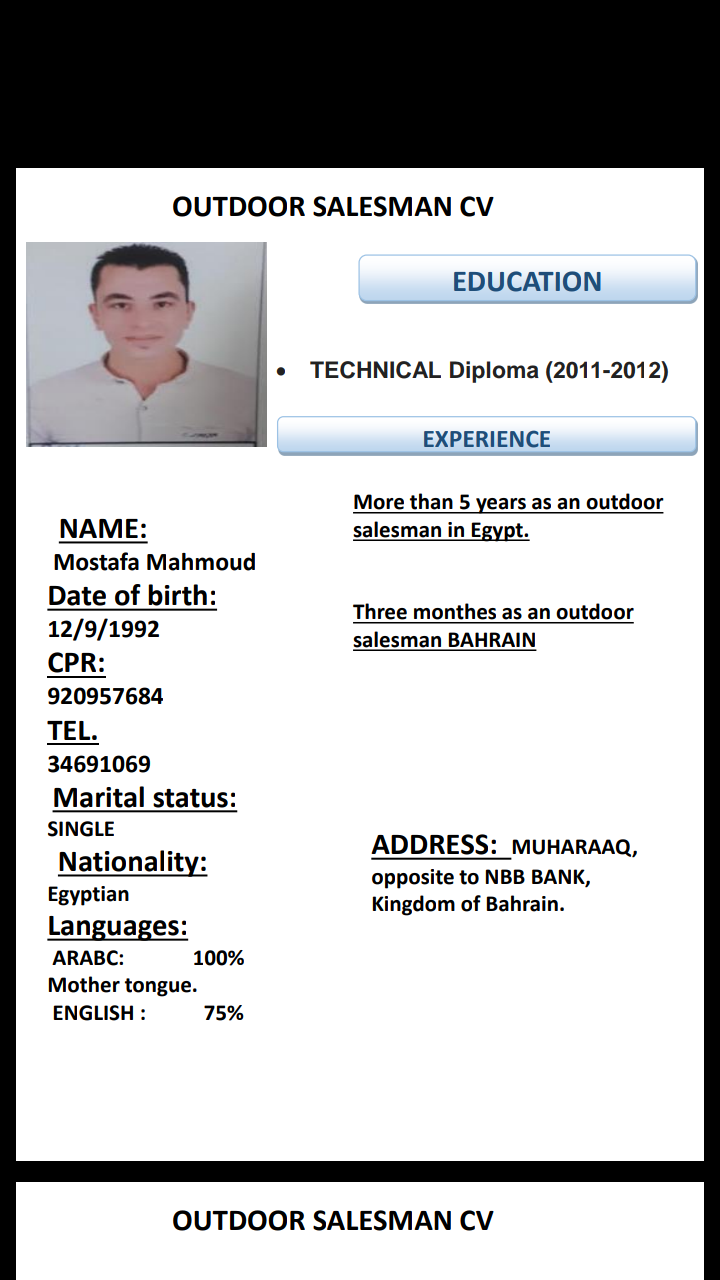 OUTDOOR SALESMAN CV
EDUCATION
• TECHNICAL Diploma (2011-2012)
EXPERIENCE
More than 5 years as an outdoor
salesman in Egypt.
Three monthes as an outdoor
salesman BAHRAIN
NAME:
Mostafa Mahmoud
Date of birth:
12/9/1992
CPR:
920957684
TEL.
34691069
Marital status:
SINGLE
Nationality:
Egyptian
Languages:
ARABC: 100%
Mother tongue.
ENGLISH : 75%
ADDRESS: MUHARAAQ,
opposite to NBB BANK,
Kingdom of Bahrain.
OUTDOOR SALESMAN CV